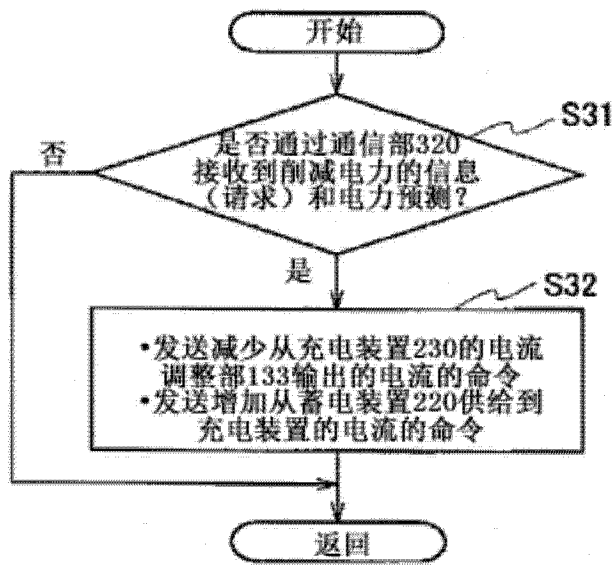 开始
S31
是否通过通信部320
接收到削减电力的信息
（请求）和电力预测？
否
是
S32
•发送减少从充电装置230的电流
调整部133输出的电流的命令
•发送增加从蓄电装置220供给到
充电装置的电流的命令
返回